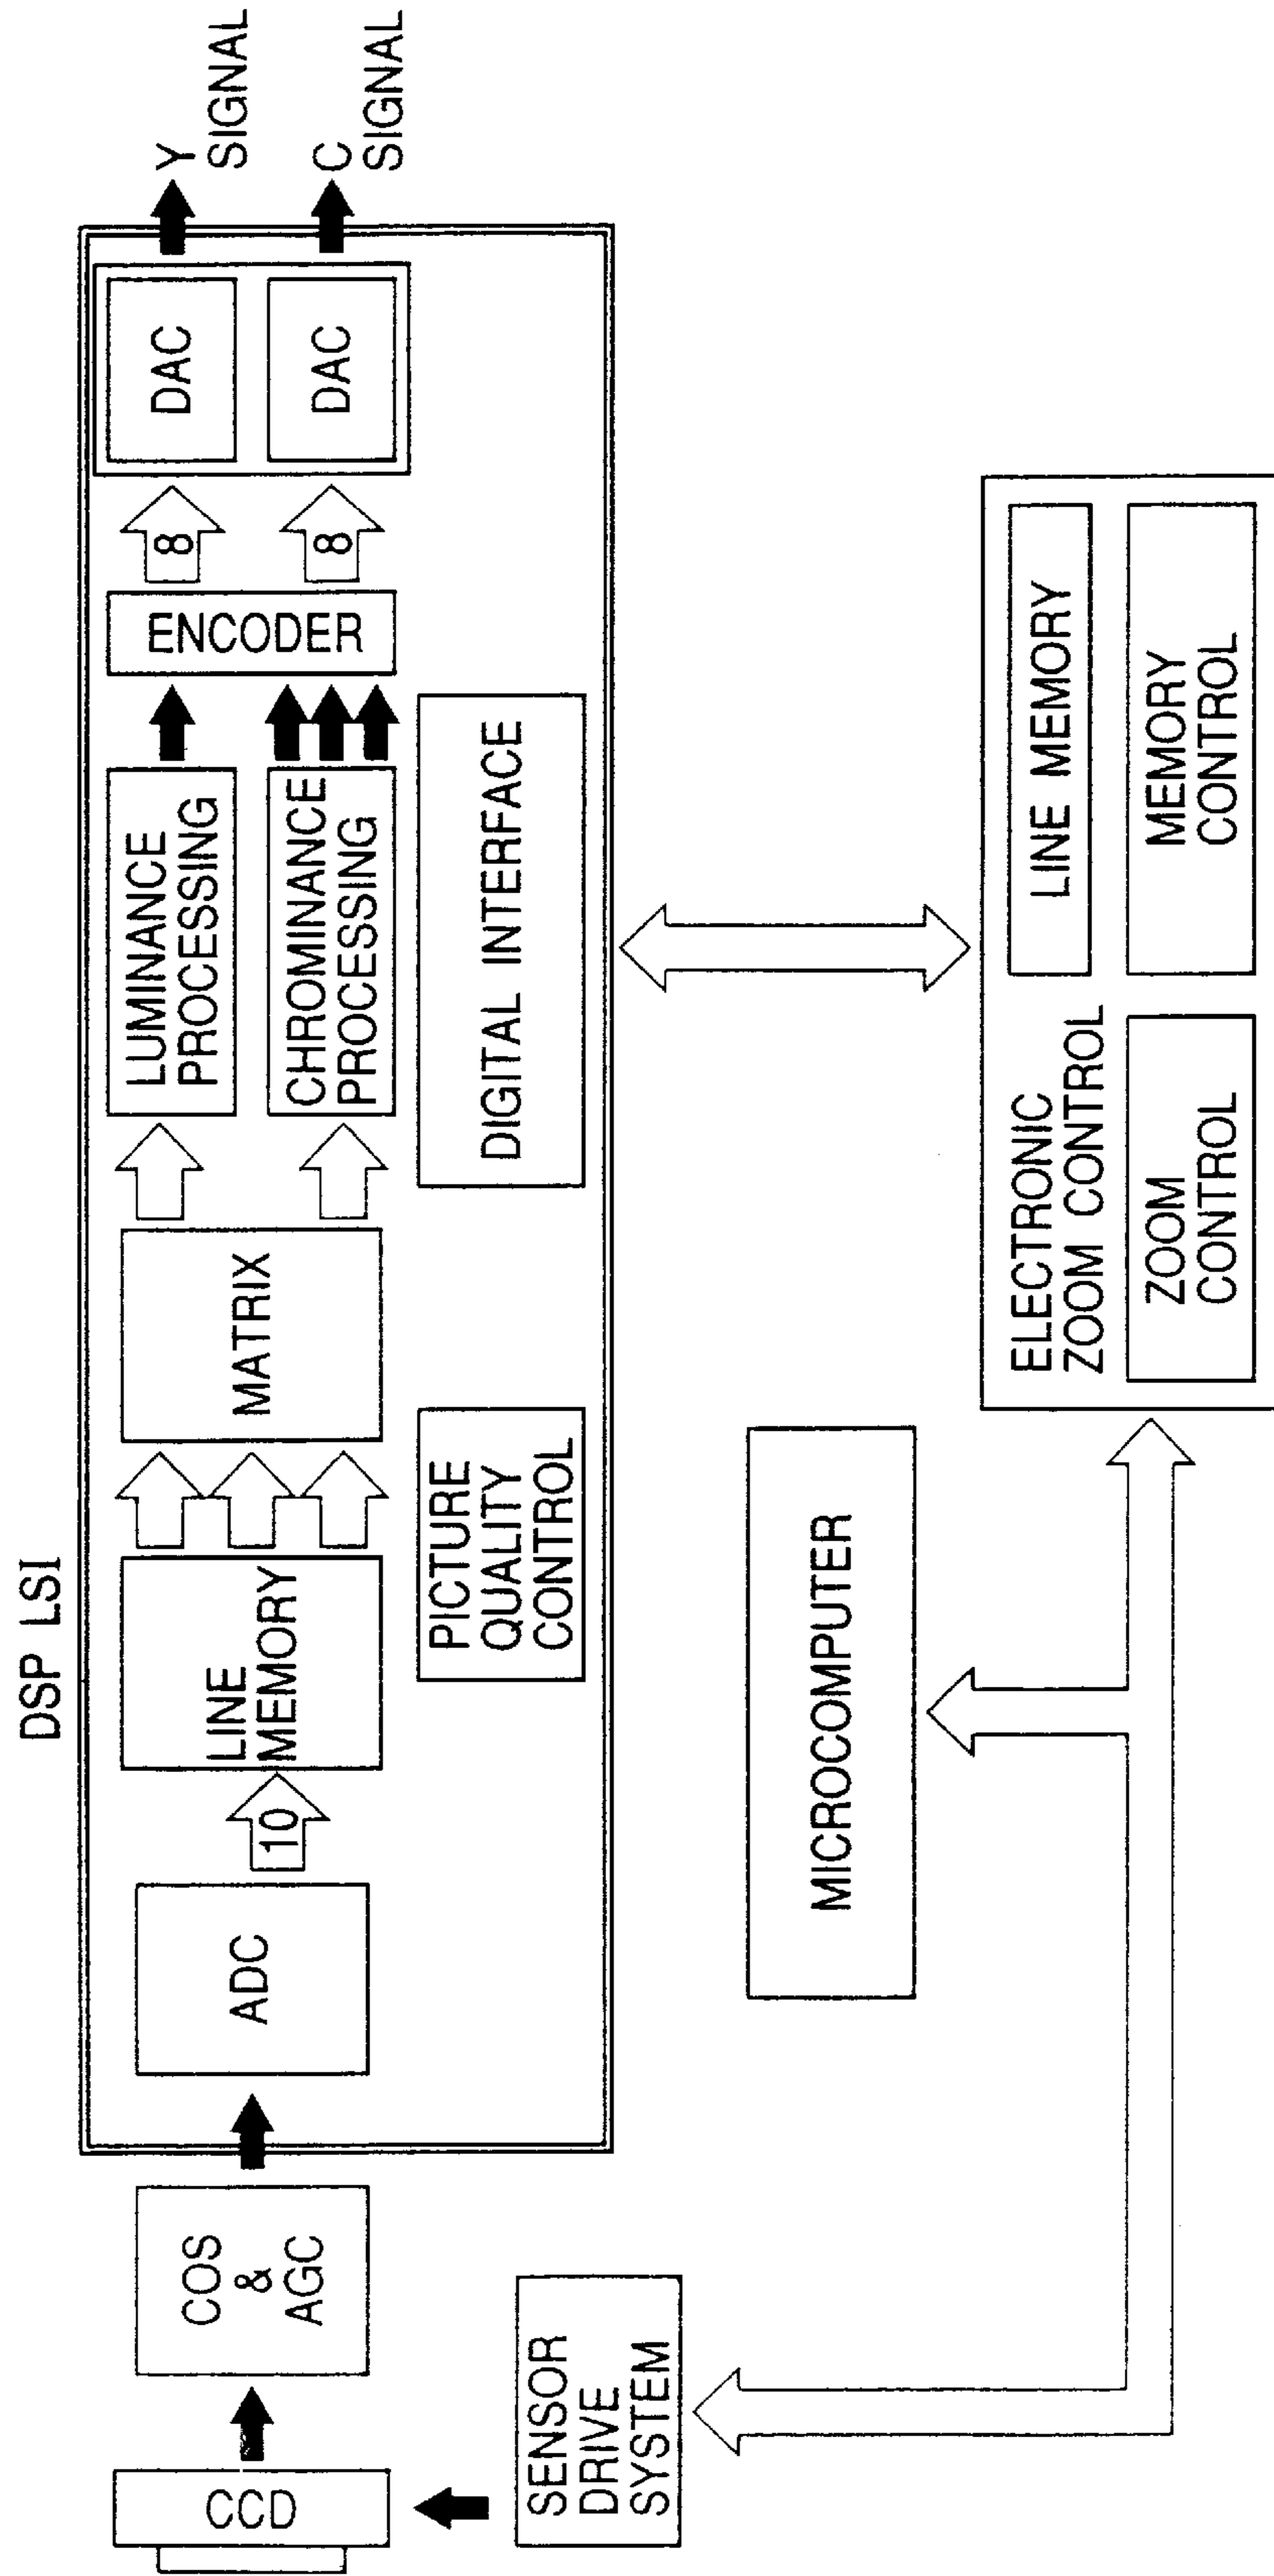 DSP LSI
CCD
COS
&
AGC
ADC
10
LINE
MEMORY
MATRIX
LUMINANCE
PROCESSING
CHROMINANCE
PROCESSING
ENCODER
8
8
DAC
DAC
Y
SIGNAL
C
SIGNAL
PICTURE
QUALITY
CONTROL
DIGITAL INTERFACE
SENSOR
DRIVE
SYSTEM
MICROCOMPUTER
ELECTRONIC
ZOOM CONTROL
LINE MEMORY
ZOOM
CONTROL
MEMORY
CONTROL